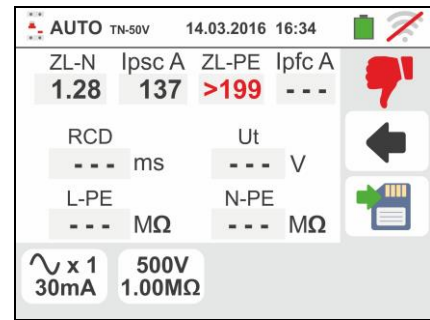 AUTO TN-50V 14.03.2016 16:34
ZL-N Ipsc A ZL-PE Ipfc A
1.28 137 >199 - - -
RCD Ut
- - - ms - - - V
L-PE N-PE
- - - MΩ - - - MΩ
x 1 500V
30mA 1.00MΩ